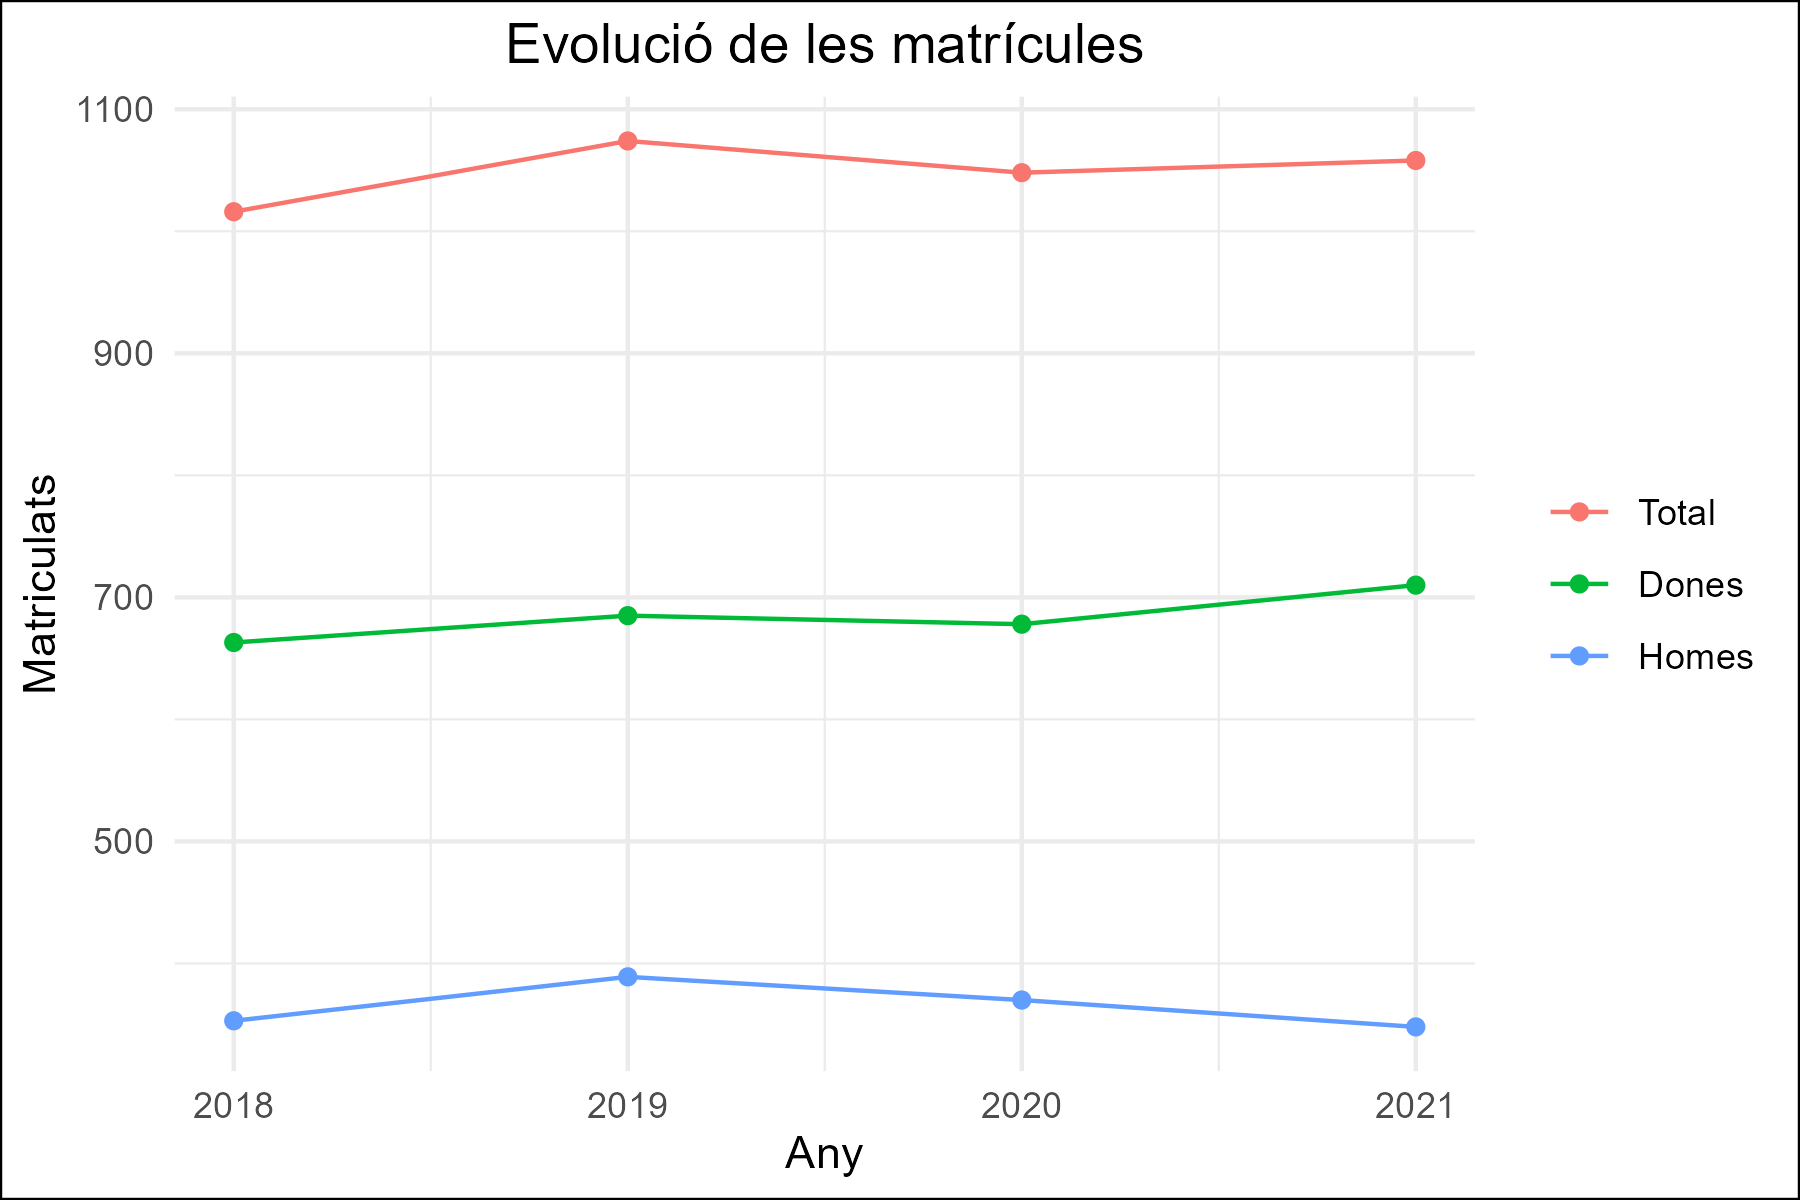 Evolució de les matrícules
1100
900
700
500
Matriculats
2018 2019 2020 2021
Any
Total
Dones
Homes